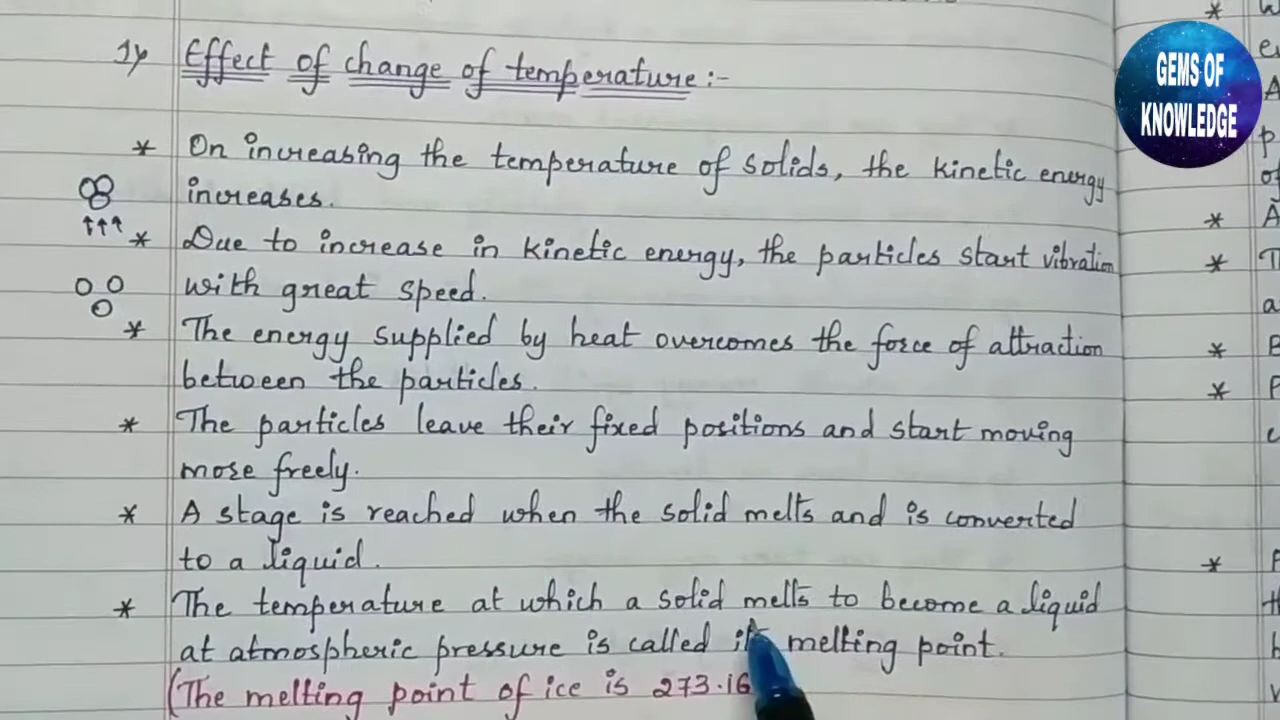 1) Effect of change of temperature :-
* On increasing the temperature of solids, the kinetic energy
increases.
* Due to increase in kinetic energy, the particles start vibration
with great speed.
* The energy supplied by heat overcomes the force of attraction
between the particles.
* The particles leave their fixed positions and start moving
more freely.
* A stage is reached when the solid melts and is converted
to a liquid.
* The temperature at which a solid melts to become a liquid
at atmospheric pressure is called its melting point.
(The melting point of ice is 273.16
GEMS OF
KNOWLEDGE